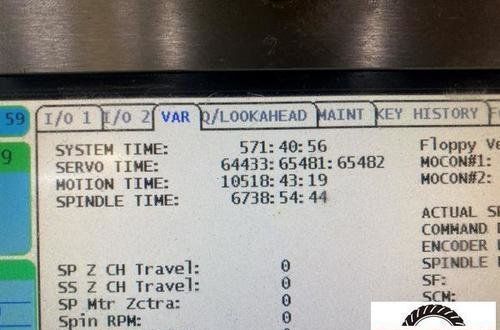 59
I/O 1 I/O 2 VAR Q/LOOKAHEAD MAINT KEY HISTORY
9
SYSTEM TIME: 571:40:56 Floppy Ve
SERVO TIME: 64433:65481:65482 MOCON#1:
MOTION TIME: 10518:43:19 MOCON#2:
SPINDLE TIME: 6738:54:44
ACTUAL S
COMMAND
ENCODER
SP Z CH Travel: 0 SPINDLE
SS Z CH Travel: 0 SF:
SP Mtr Zctra: 0 SCM:
Spin RPM: 0